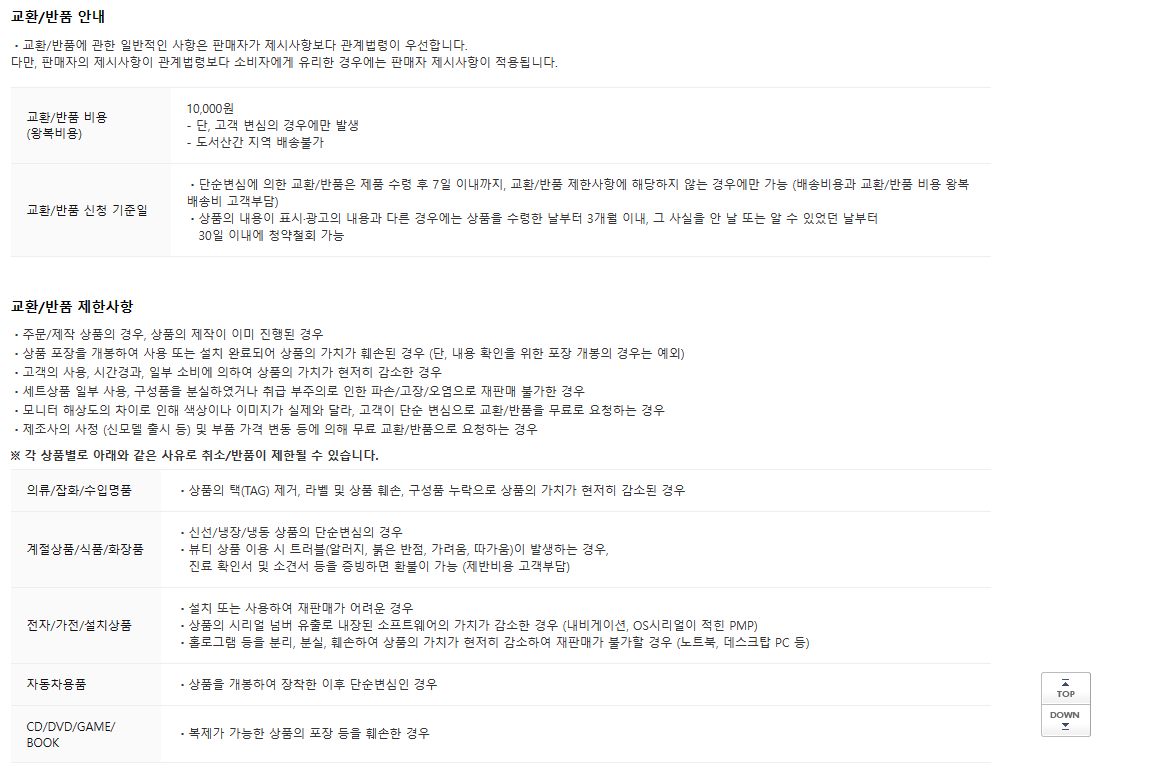 교환/반품 안내
・교환/반품에 관한 일반적인 사항은 판매자가 제시사항보다 관계법령이 우선합니다.
다만, 판매자의 제시사항이 관계법령보다 소비자에게 유리한 경우에는 판매자 제시사항이 적용됩니다.
교환/반품 비용
(왕복비용)
10,000원
- 단, 고객 변심의 경우에만 발생
- 도서산간 지역 배송불가
교환/반품 신청 기준일
・단순변심에 의한 교환/반품은 제품 수령 후 7일 이내까지, 교환/반품 제한사항에 해당하지 않는 경우에만 가능 (배송비용과 교환/반품 비용 왕복
배송비 고객부담)
・상품의 내용이 표시·광고의 내용과 다른 경우에는 상품을 수령한 날부터 3개월 이내, 그 사실을 안 날 또는 알 수 있었던 날부터
30일 이내에 청약철회 가능
교환/반품 제한사항
・주문/제작 상품의 경우, 상품의 제작이 이미 진행된 경우
・상품 포장을 개봉하여 사용 또는 설치 완료되어 상품의 가치가 훼손된 경우 (단, 내용 확인을 위한 포장 개봉의 경우는 예외)
・고객의 사용, 시간경과, 일부 소비에 의하여 상품의 가치가 현저히 감소한 경우
・세트상품 일부 사용, 구성품을 분실하였거나 취급 부주의로 인한 파손/고장/오염으로 재판매 불가한 경우
・모니터 해상도의 차이로 인해 색상이나 이미지가 실제와 달라, 고객이 단순 변심으로 교환/반품을 무료로 요청하는 경우
・제조사의 사정 (신모델 출시 등) 및 부품 가격 변동 등에 의해 무료 교환/반품으로 요청하는 경우
※ 각 상품별로 아래와 같은 사유로 취소/반품이 제한될 수 있습니다.
의류/잡화/수입명품
・상품의 택(TAG) 제거, 라벨 및 상품 훼손, 구성품 누락으로 상품의 가치가 현저히 감소된 경우
계절상품/식품/화장품
・신선/냉장/냉동 상품의 단순변심의 경우
・뷰티 상품 이용 시 트러블(알러지, 붉은 반점, 가려움, 따가움)이 발생하는 경우,
진료 확인서 및 소견서 등을 증빙하면 환불이 가능 (제반비용 고객부담)
전자/가전/설치상품
・설치 또는 사용하여 재판매가 어려운 경우
・상품의 시리얼 넘버 유출로 내장된 소프트웨어의 가치가 감소한 경우 (내비게이션, OS시리얼이 적힌 PMP)
・홀로그램 등을 분리, 분실, 훼손하여 상품의 가치가 현저히 감소하여 재판매가 불가할 경우 (노트북, 데스크탑 PC 등)
자동차용품
・상품을 개봉하여 장착한 이후 단순변심인 경우
CD/DVD/GAME/
BOOK
・복제가 가능한 상품의 포장 등을 훼손한 경우
TOP
DOWN